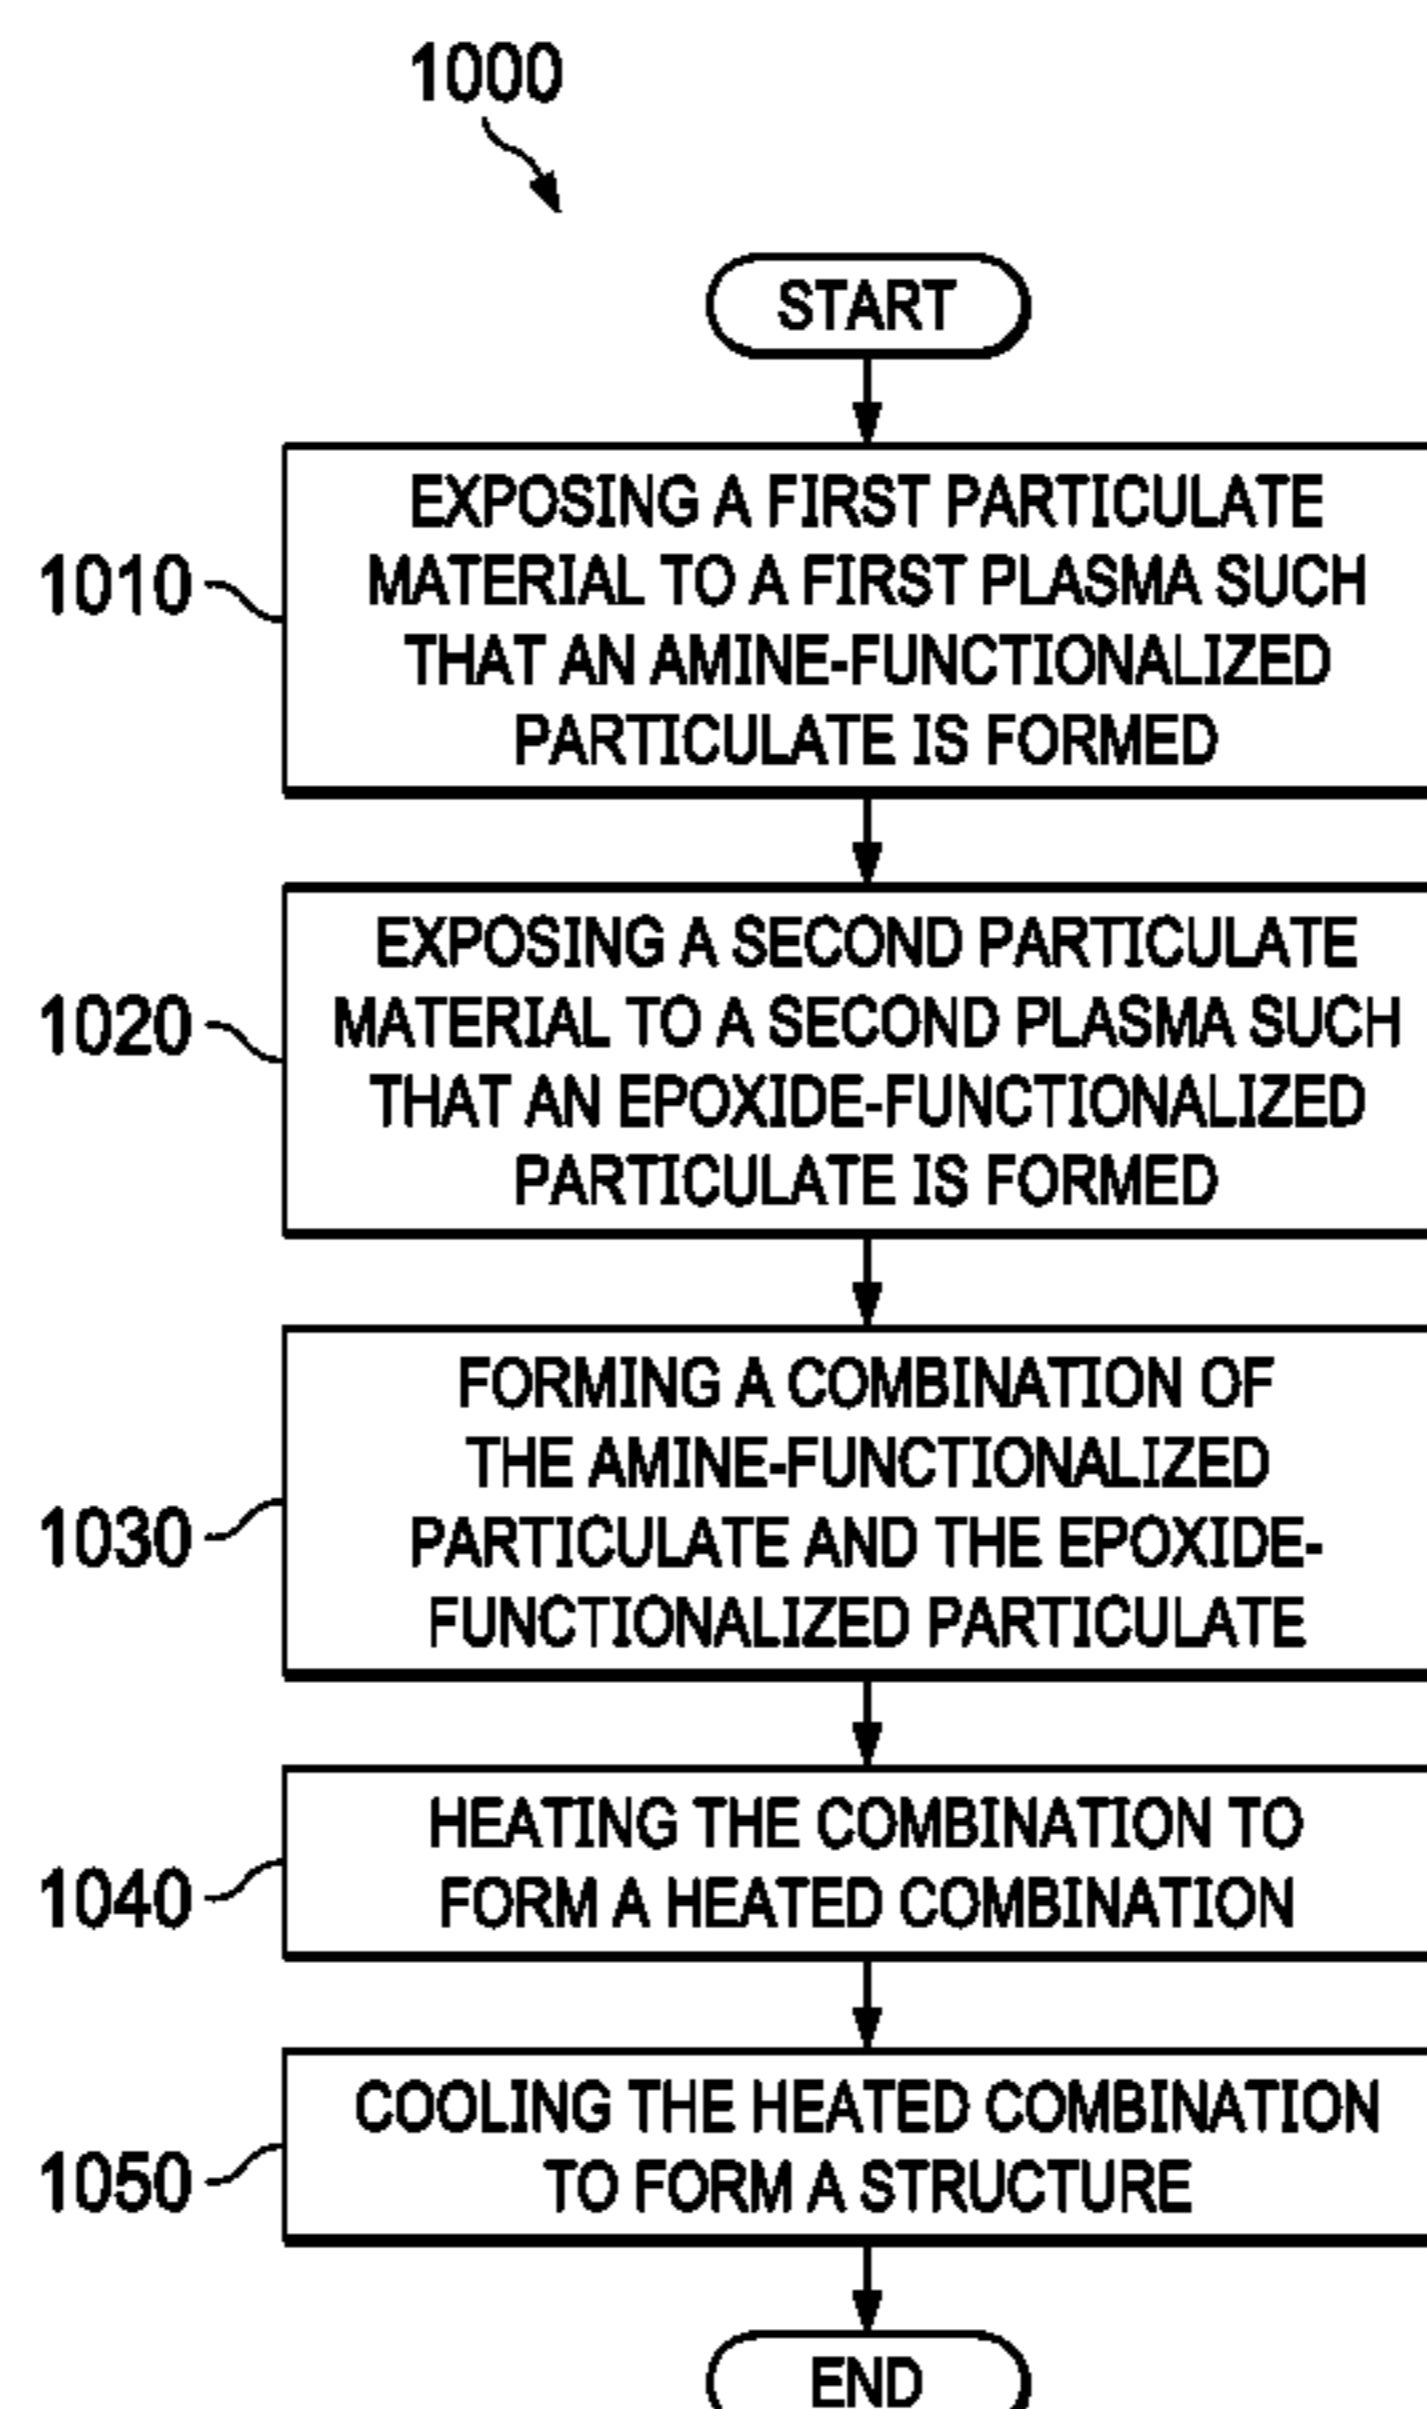 1000
START
1010
EXPOSING A FIRST PARTICULATE
MATERIAL TO A FIRST PLASMA SUCH
THAT AN AMINE-FUNCTIONALIZED
PARTICULATE IS FORMED
1020
EXPOSING A SECOND PARTICULATE
MATERIAL TO A SECOND PLASMA SUCH
THAT AN EPOXIDE-FUNCTIONALIZED
PARTICULATE IS FORMED
1030
FORMING A COMBINATION OF
THE AMINE-FUNCTIONALIZED
PARTICULATE AND THE EPOXIDE-
FUNCTIONALIZED PARTICULATE
1040
HEATING THE COMBINATION TO
FORM A HEATED COMBINATION
1050
COOLING THE HEATED COMBINATION
TO FORM A STRUCTURE
END